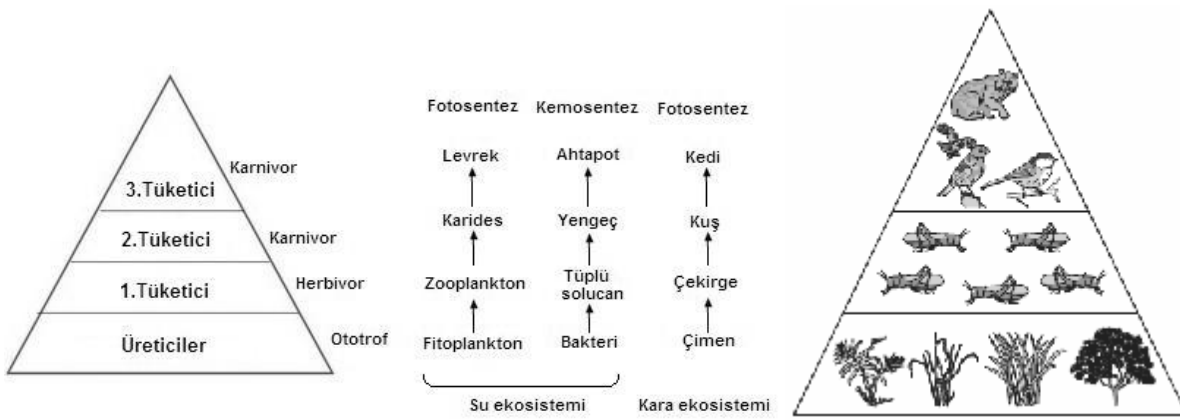 3.Tüketici
Karnivor
2.Tüketici
Karnivor
1.Tüketici
Herbivor
Üreticiler
Ototrof
Fotosentez Kemosentez Fotosentez
Levrek Ahtapot Kedi
Karides Yengeç Kuş
Zooplankton Tüplü solucan Çekirge
Fitoplankton Bakteri Çimen
Su ekosistemi Kara ekosistemi